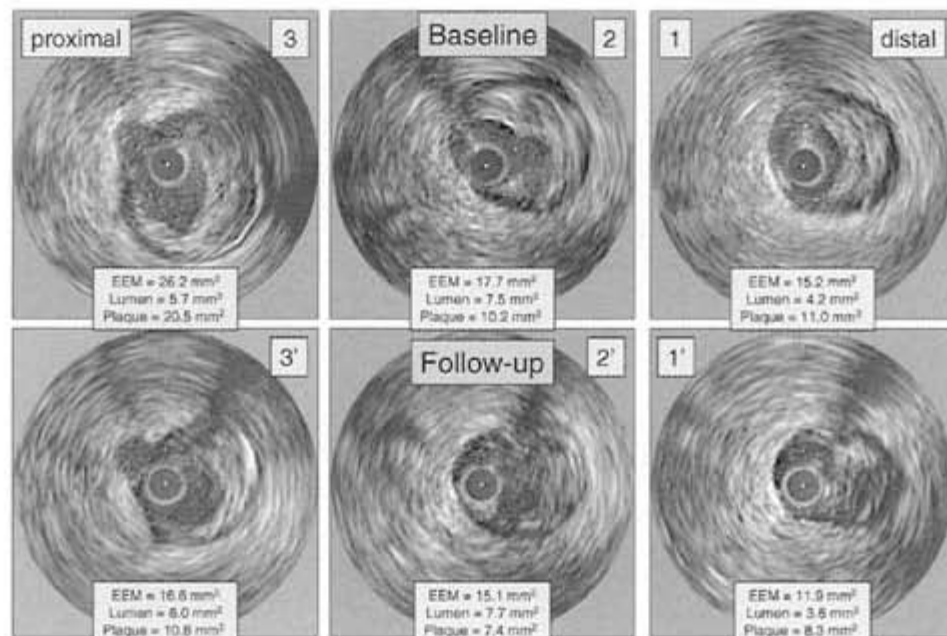 proximal
3
Baseline
2
1
distal
EEM = 26.2 mm²
Lumen = 5.7 mm²
Plaque = 20.5 mm²
EEM = 17.7 mm²
Lumen = 7.5 mm²
Plaque = 10.2 mm²
EEM = 15.2 mm²
Lumen = 4.2 mm²
Plaque = 11.0 mm²
3'
Follow-up
2'
1'
EEM = 16.8 mm²
Lumen = 6.0 mm²
Plaque = 10.8 mm²
EEM = 15.1 mm²
Lumen = 7.7 mm²
Plaque = 7.4 mm²
EEM = 11.9 mm²
Lumen = 3.6 mm²
Plaque = 8.3 mm²